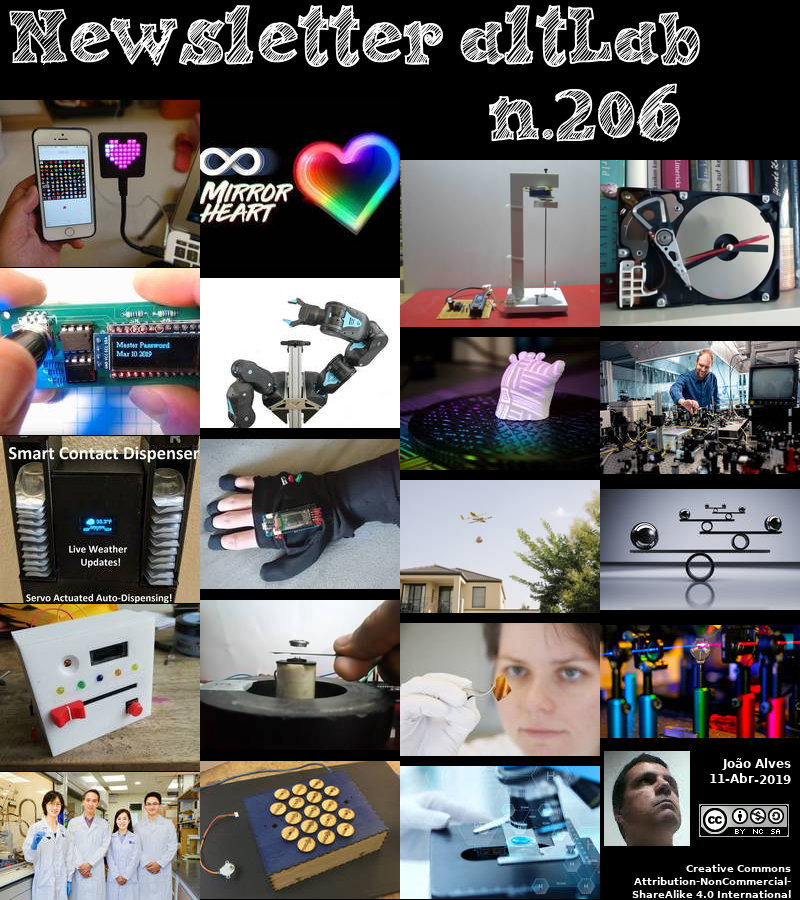 Newsletter altLab
n.206
MIRROR
HEART
Master Password
Mar 10 2019
Smart Contact Dispenser
Live Weather
Updates!
Servo Actuated Auto-Dispensing!
João Alves
11-Abr-2019
cc
BY NC SA
Creative Commons
Attribution-NonCommercial-
ShareAlike 4.0 International